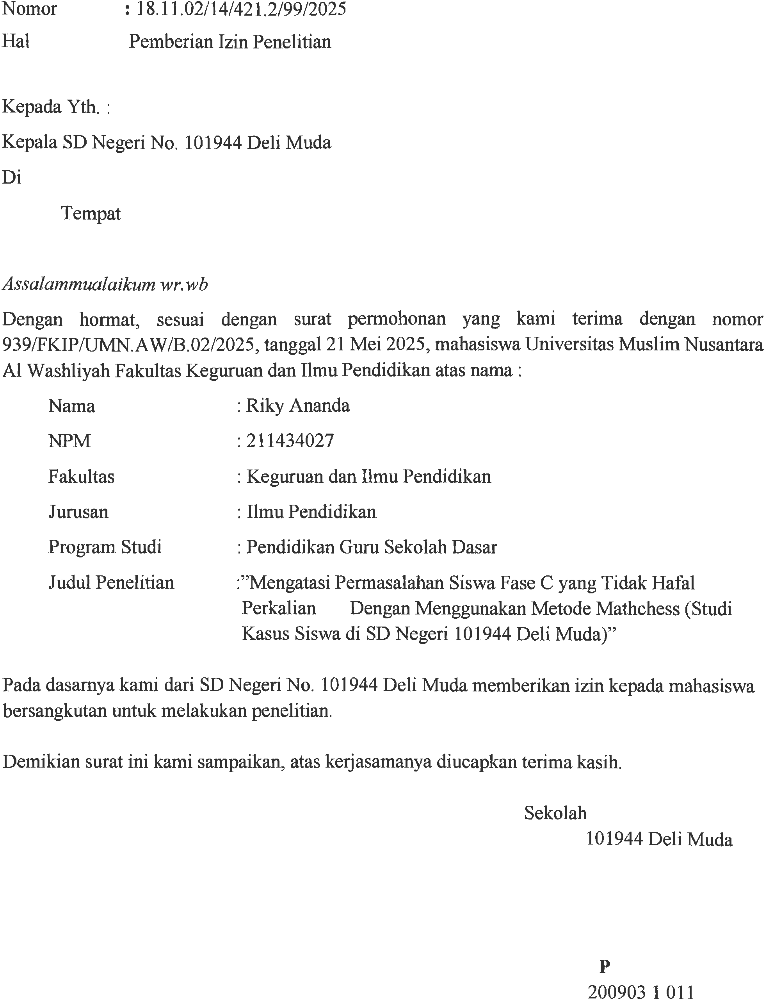 Nomor : 18.11.02/14/421.2/99/2025
Hal Pemberian Izin Penelitian
Kepada Yth. :
Kepala SD Negeri No. 101944 Deli Muda
Di
Tempat
Assalammualaikum wr.wb
Dengan hormat, sesuai dengan surat permohonan yang kami terima dengan nomor
939/FKIP/UMN.AW/B.02/2025, tanggal 21 Mei 2025, mahasiswa Universitas Muslim Nusantara
Al Washliyah Fakultas Keguruan dan Ilmu Pendidikan atas nama :
Nama : Riky Ananda
NPM : 211434027
Fakultas : Keguruan dan Ilmu Pendidikan
Jurusan : Ilmu Pendidikan
Program Studi : Pendidikan Guru Sekolah Dasar
Judul Penelitian :”Mengatasi Permasalahan Siswa Fase C yang Tidak Hafal
Perkalian Dengan Menggunakan Metode Mathchess (Studi
Kasus Siswa di SD Negeri 101944 Deli Muda)”
Pada dasarnya kami dari SD Negeri No. 101944 Deli Muda memberikan izin kepada mahasiswa
bersangkutan untuk melakukan penelitian.
Demikian surat ini kami sampaikan, atas kerjasamanya diucapkan terima kasih.
Sekolah
101944 Deli Muda
P
200903 1 011